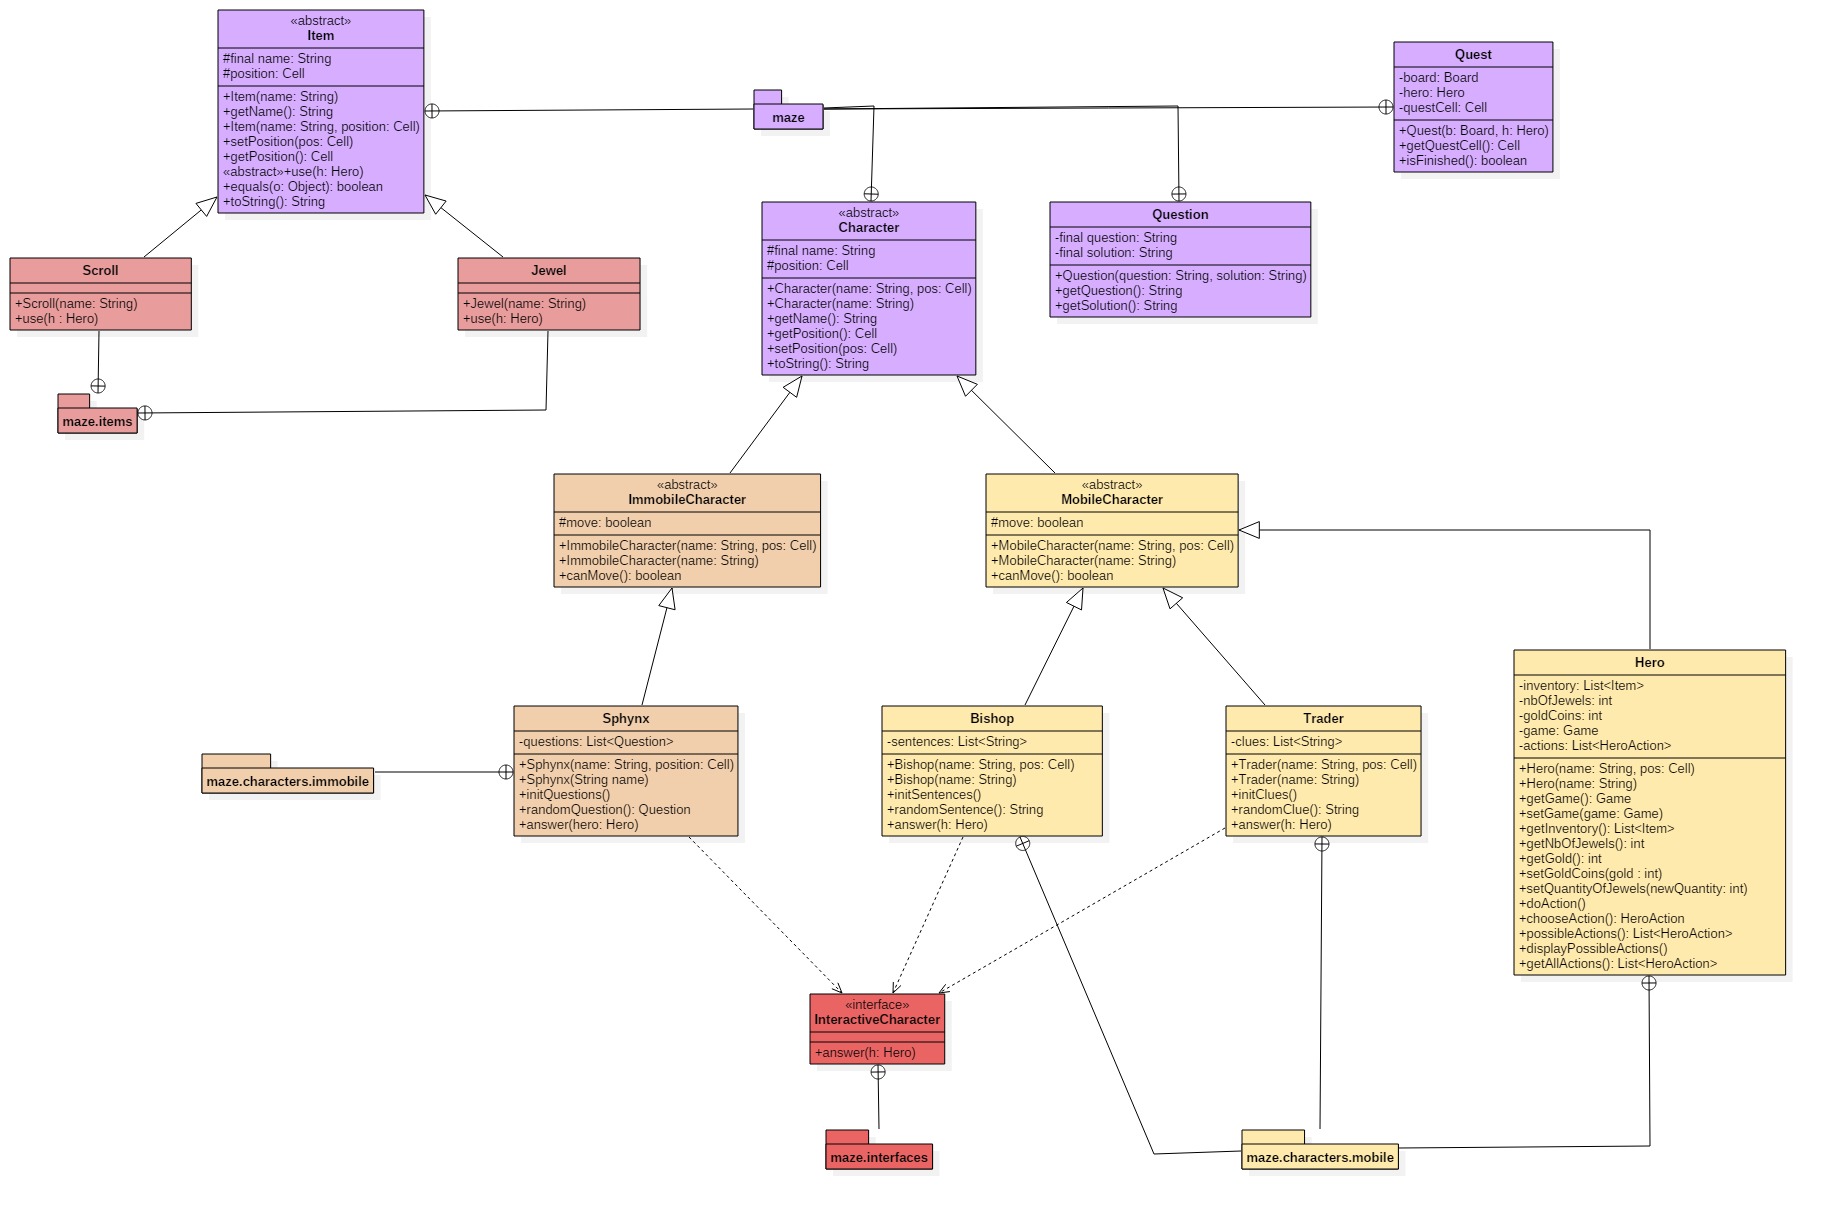 «abstract»
Item
#final name: String
#position: Cell
+Item(name: String)
+getName(): String
+Item(name: String, position: Cell)
+setPosition(pos: Cell)
+getPosition(): Cell
«abstract»+use(h: Hero)
+equals(o: Object): boolean
+toString(): String
maze
Quest
-board: Board
-hero: Hero
-questCell: Cell
+Quest(b: Board, h: Hero)
+getQuestCell(): Cell
+isFinished(): boolean
Scroll
+Scroll(name: String)
+use(h : Hero)
Jewel
+Jewel(name: String)
+use(h: Hero)
maze.items
«abstract»
Character
#final name: String
#position: Cell
+Character(name: String, pos: Cell)
+Character(name: String)
+getName(): String
+getPosition(): Cell
+setPosition(pos: Cell)
+toString(): String
Question
-final question: String
-final solution: String
+Question(question: String, solution: String)
+getQuestion(): String
+getSolution(): String
«abstract»
ImmobileCharacter
#move: boolean
+ImmobileCharacter(name: String, pos: Cell)
+ImmobileCharacter(name: String)
+canMove(): boolean
«abstract»
MobileCharacter
#move: boolean
+MobileCharacter(name: String, pos: Cell)
+MobileCharacter(name: String)
+canMove(): boolean
maze.characters.immobile
Sphynx
-questions: List<Question>
+Sphynx(name: String, position: Cell)
+Sphynx(String name)
+initQuestions()
+randomQuestion(): Question
+answer(hero: Hero)
Bishop
-sentences: List<String>
+Bishop(name: String, pos: Cell)
+Bishop(name: String)
+initSentences()
+randomSentence(): String
+answer(h: Hero)
Trader
-clues: List<String>
+Trader(name: String, pos: Cell)
+Trader(name: String)
+initClues()
+randomClue(): String
+answer(h: Hero)
Hero
-inventory: List<Item>
-nbOfJewels: int
-goldCoins: int
-game: Game
-actions: List<HeroAction>
+Hero(name: String, pos: Cell)
+Hero(name: String)
+getGame(): Game
+setGame(game: Game)
+getInventory(): List<Item>
+getNbOfJewels(): int
+getGold(): int
+setGoldCoins(gold : int)
+setQuantityOfJewels(newQuantity: int)
+doAction()
+chooseAction(): HeroAction
+possibleActions(): List<HeroAction>
+displayPossibleActions()
+getAllActions(): List<HeroAction>
«interface»
InteractiveCharacter
+answer(h: Hero)
maze.interfaces
maze.characters.mobile